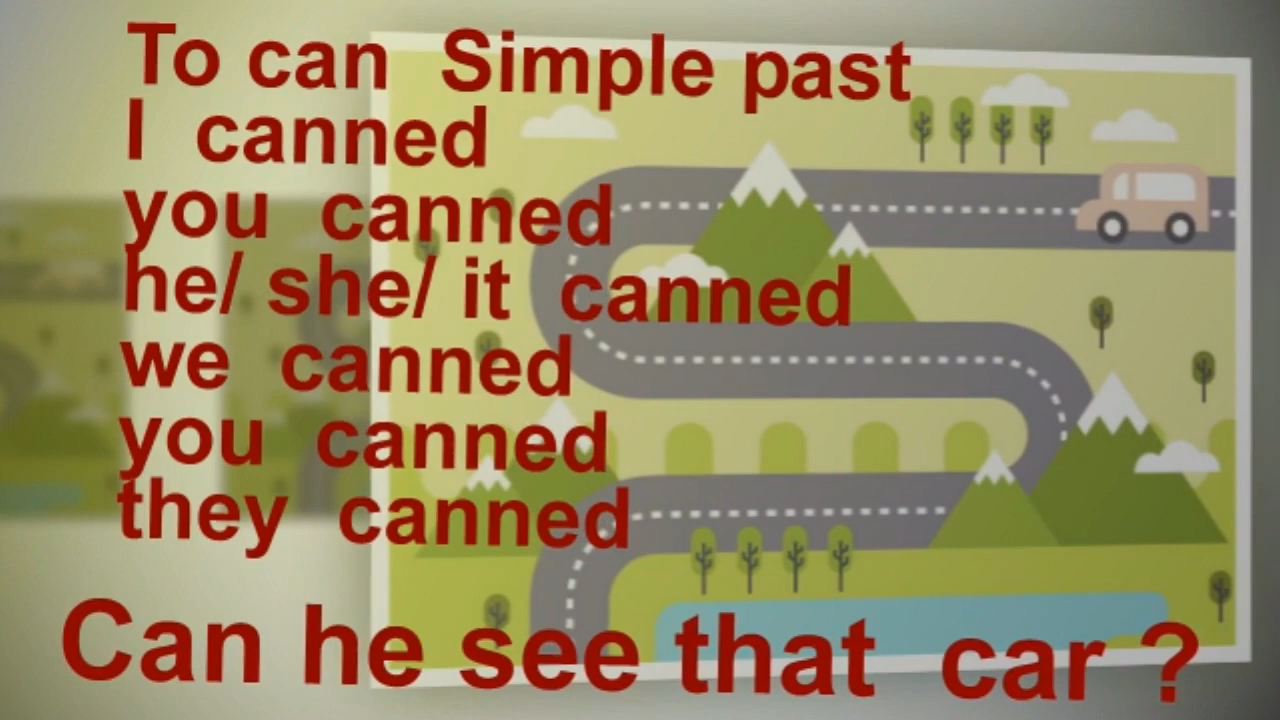 To can Simple past
I canned
you canned
he/ she/ it canned
we canned
you canned
they canned
Can he see that car ?